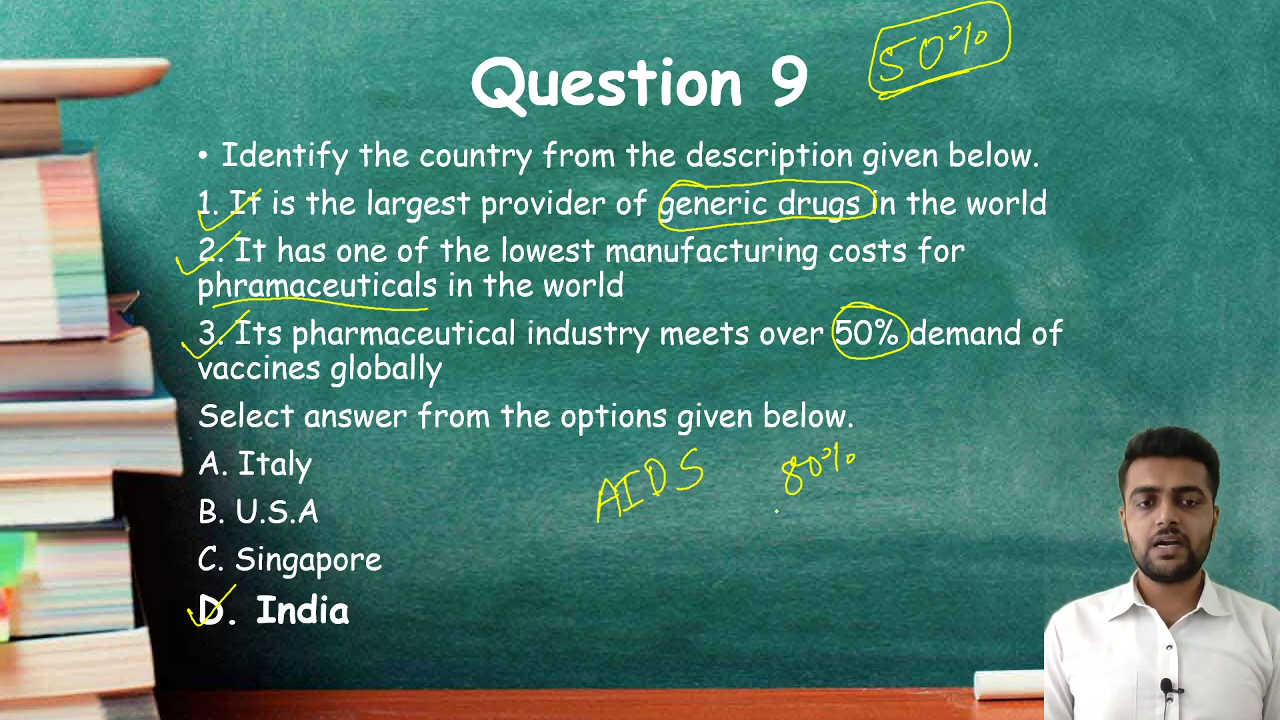 50%
Question 9
• Identify the country from the description given below.
1. It is the largest provider of generic drugs in the world
2. It has one of the lowest manufacturing costs for
phramaceuticals in the world
3. Its pharmaceutical industry meets over 50% demand of
vaccines globally
Select answer from the options given below.
A. Italy
AIDS 80%
B. U.S.A
C. Singapore
D. India